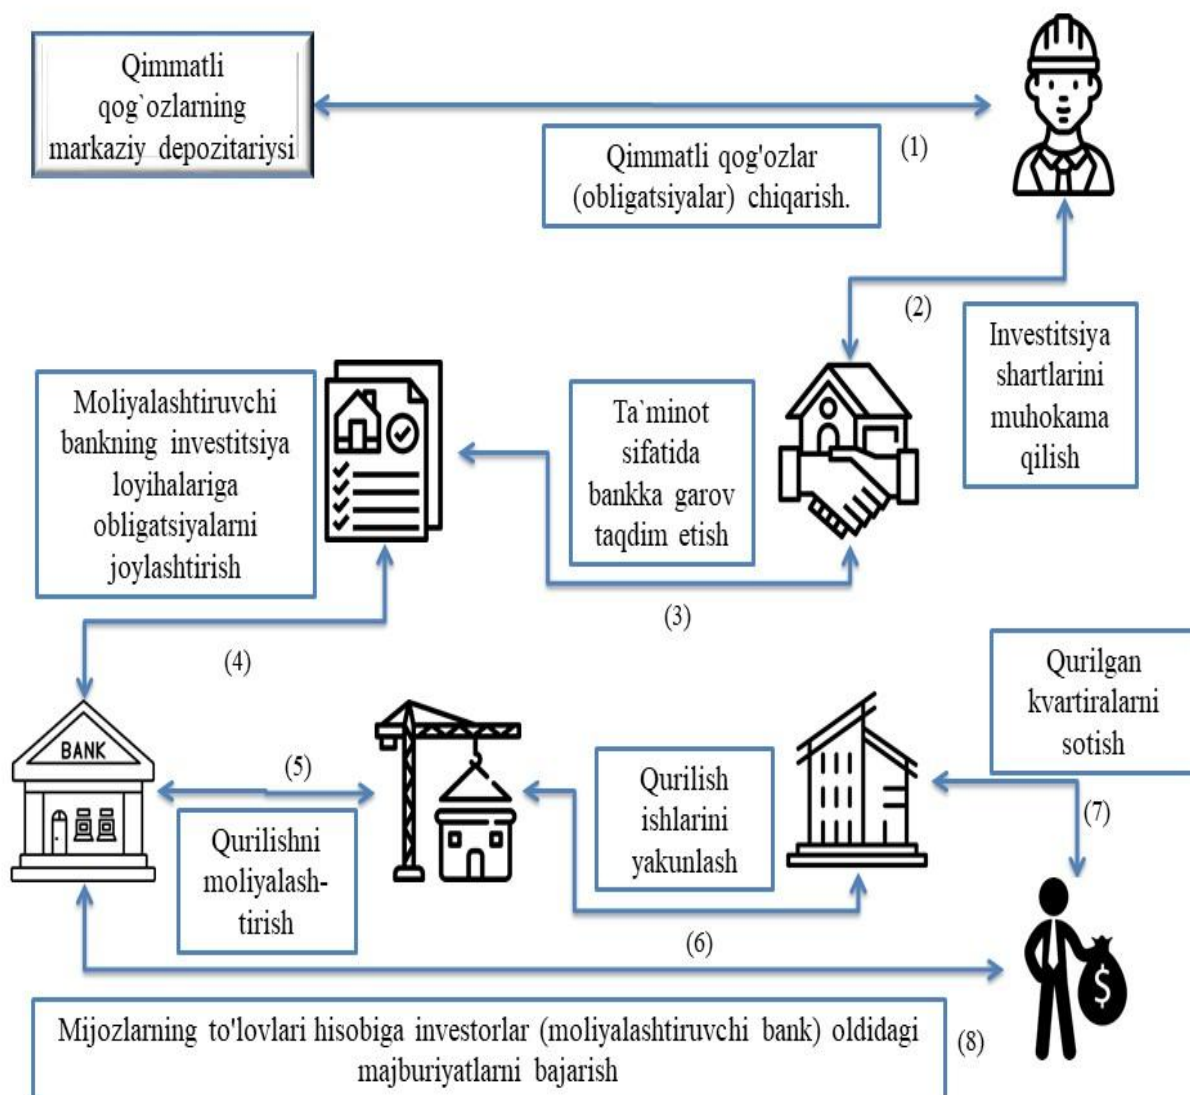 Qimmatli
qog`ozlarning
markaziy depozitariysi
(1)
Qimmatli qog'ozlar
(obligatsiyalar) chiqarish.
(2)
Investitsiya
shartlarini
muhokama
qilish
Moliyalashtiruvchi
bankning investitsiya
loyihalariga
obligatsiyalarni
joylashtirish
Ta`minot
sifatida
bankka garov
taqdim etish
(3)
(4)
Qurilgan
kvartiralarni
sotish
BANK
(5)
Qurilishni
moliyalash-
tirish
Qurilish
ishlarini
yakunlash
(6)
(7)
$
Mijozlarning to'lovlari hisobiga investorlar (moliyalashtiruvchi bank) oldidagi
majburiyatlarni bajarish
(8)